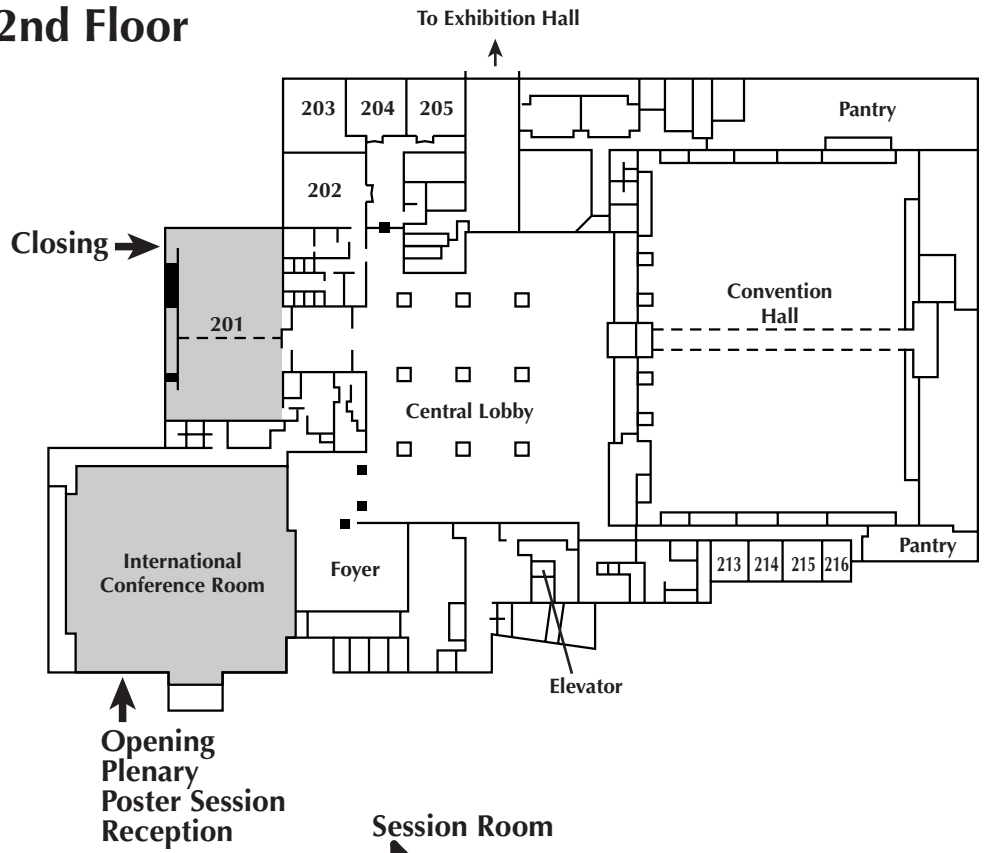 2nd Floor
To Exhibition Hall
203
204
205
Pantry
202
Closing
201
Convention
Hall
Central Lobby
International
Conference Room
Foyer
213
214
215
216
Pantry
Elevator
Opening
Plenary
Poster Session
Reception
Session Room